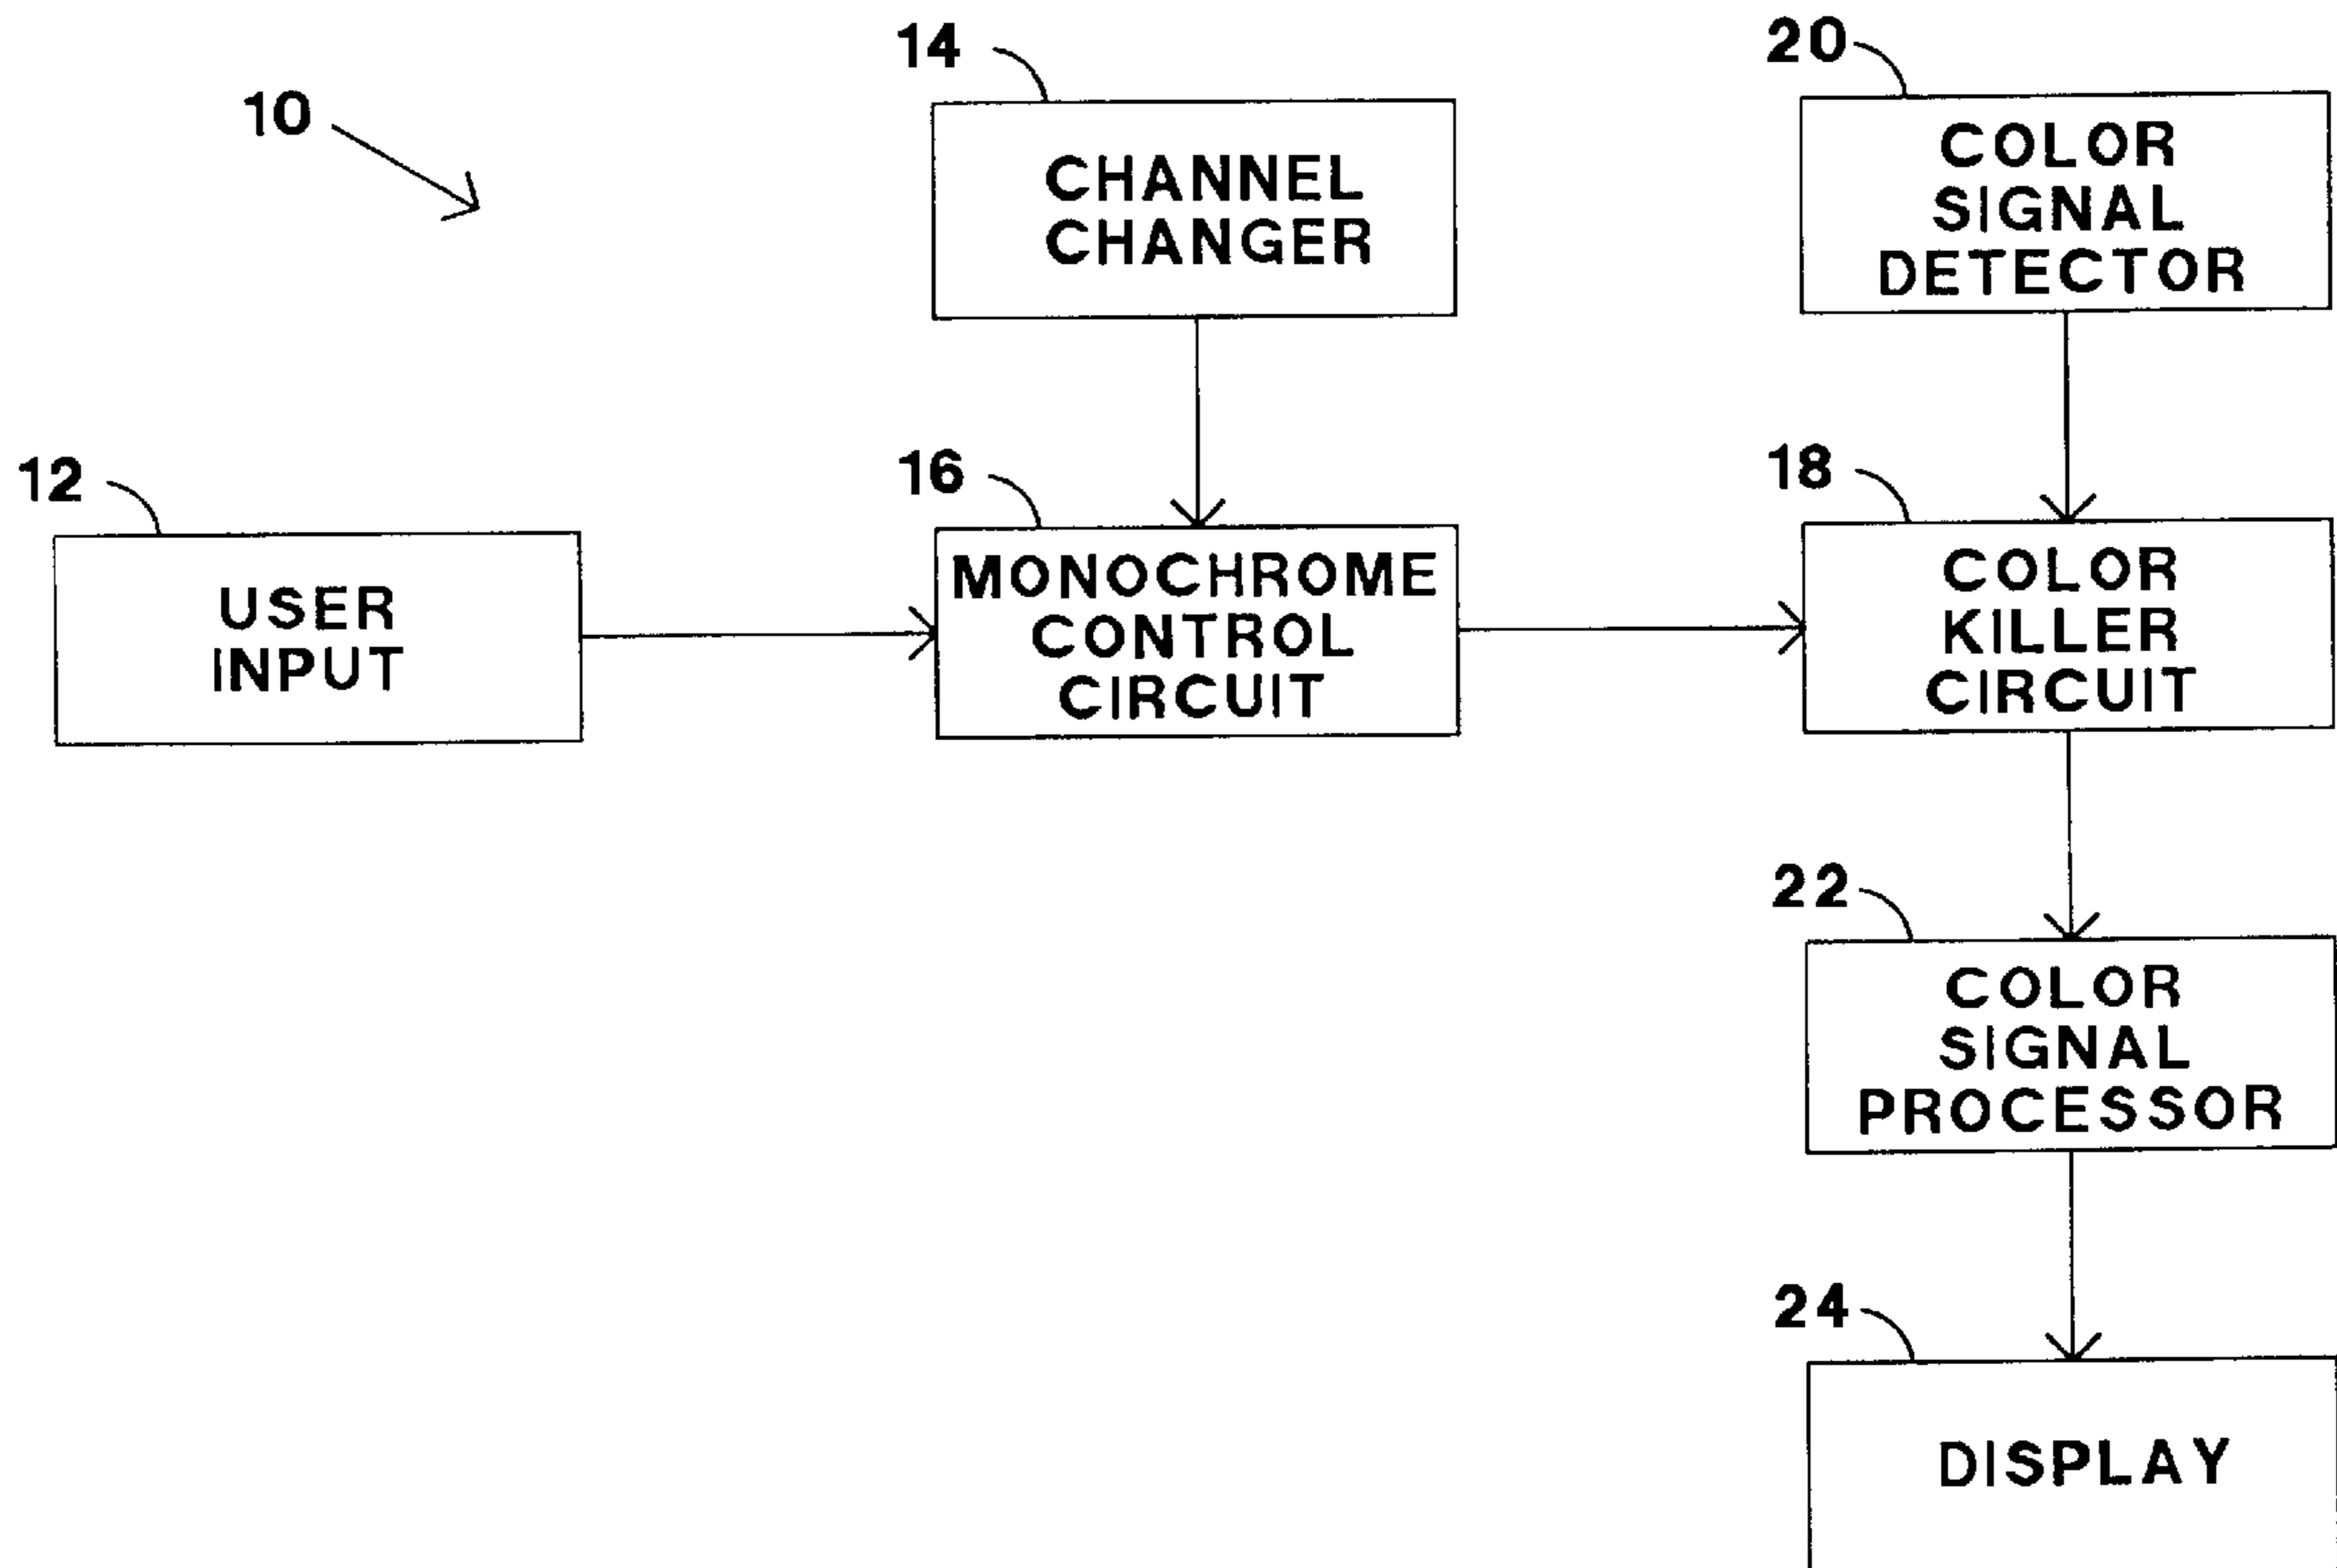 10
14
CHANNEL
CHANGER
20
COLOR
SIGNAL
DETECTOR
12
USER
INPUT
16
MONOCHROME
CONTROL
CIRCUIT
18
COLOR
KILLER
CIRCUIT
22
COLOR
SIGNAL
PROCESSOR
24
DISPLAY